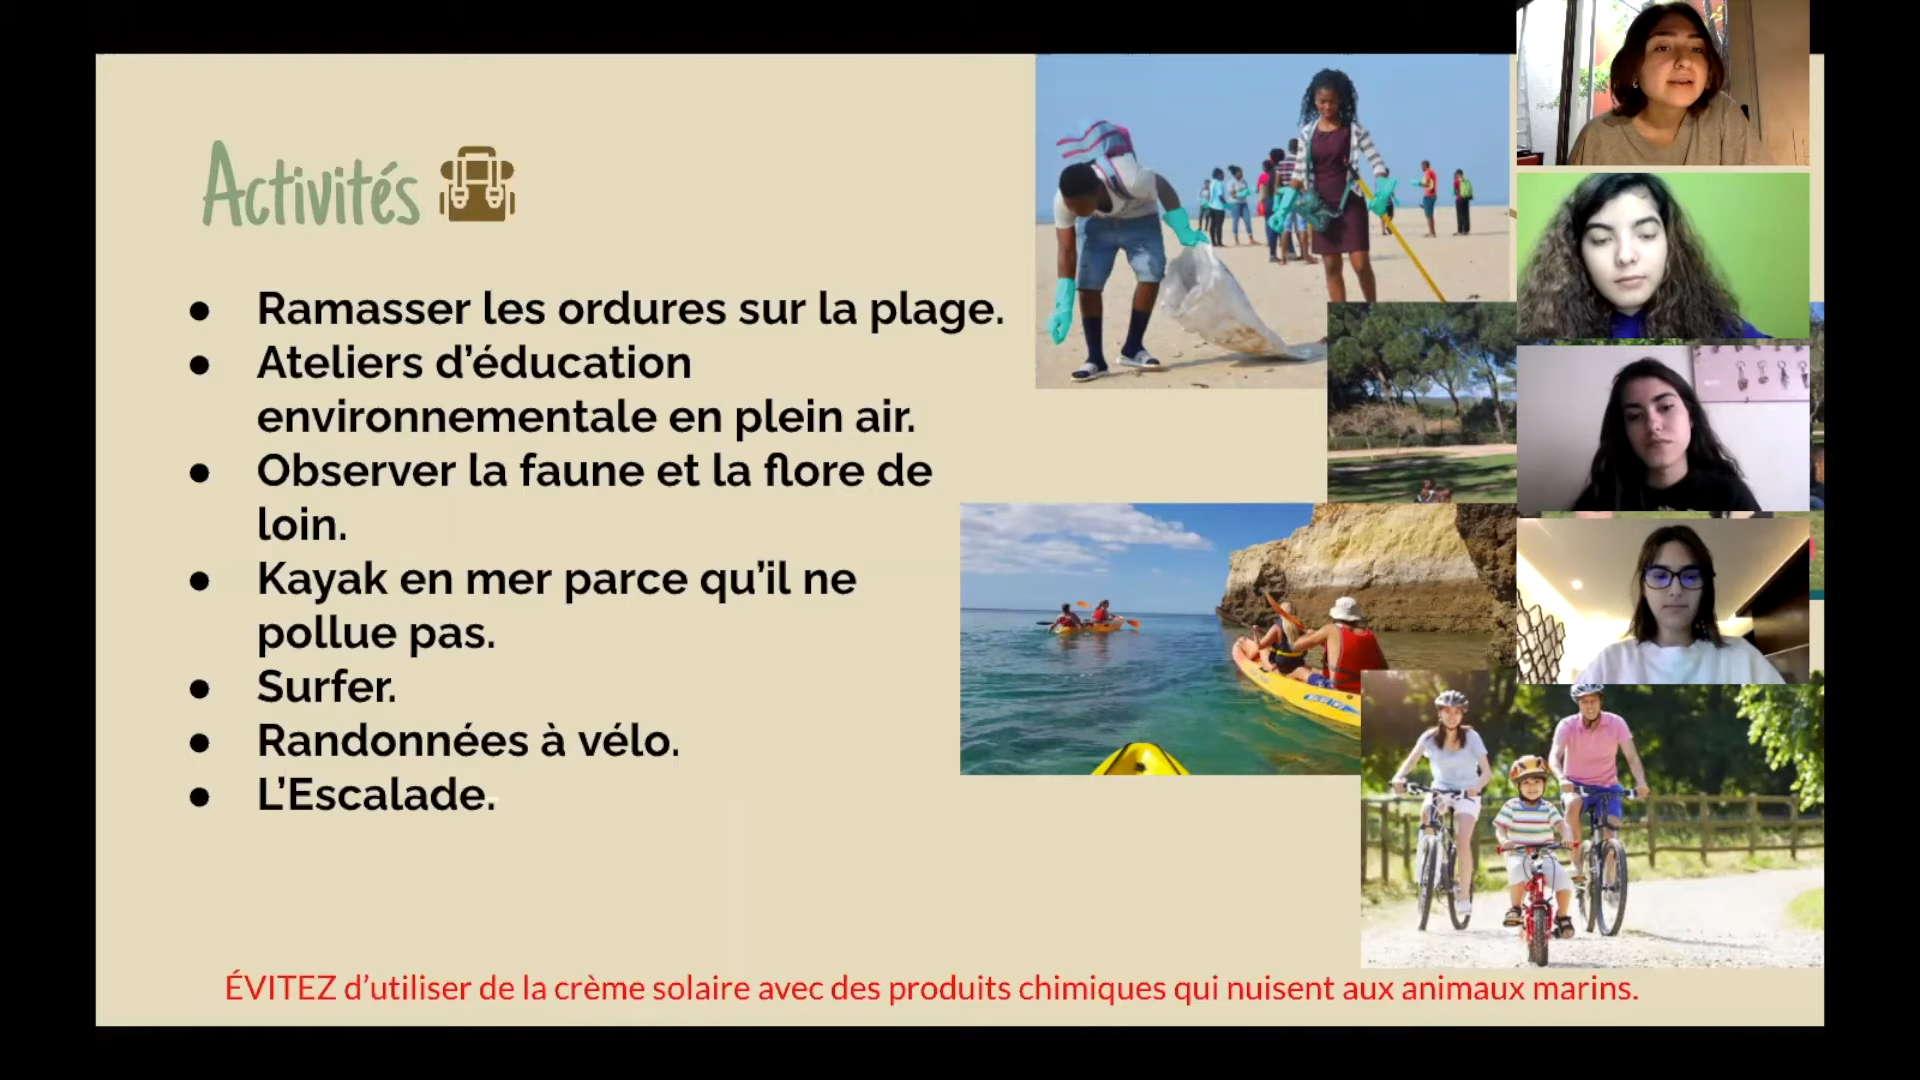 Activités
● Ramasser les ordures sur la plage.
● Ateliers d’éducation
environnementale en plein air.
● Observer la faune et la flore de
loin.
● Kayak en mer parce qu’il ne
pollue pas.
● Surfer.
● Randonnées à vélo.
● L’Escalade.
ÉVITEZ d’utiliser de la crème solaire avec des produits chimiques qui nuisent aux animaux marins.